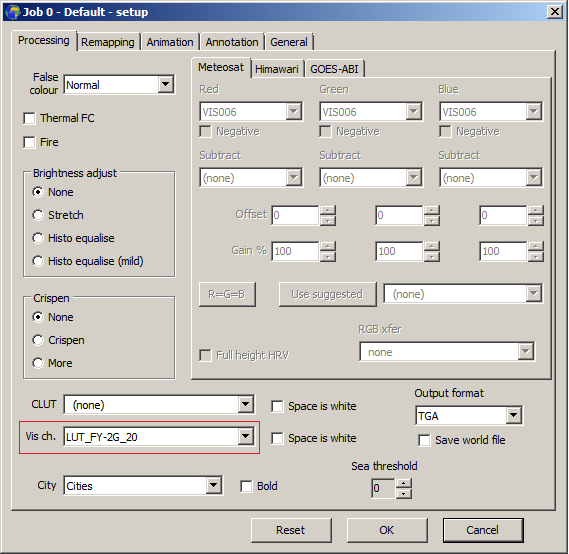 Job 0 - Default - setup
Processing Remapping Animation Annotation General
False colour Normal
Thermal FC
Fire
Brightness adjust
None
Stretch
Histo equalise
Histo equalise (mild)
Crispen
None
Crispen
More
Meteosat Himawari GOES-ABI
Red Green Blue
VIS006 VIS006 VIS006
Negative Negative Negative
Subtract Subtract Subtract
(none) (none) (none)
Offset 0 0 0
Gain % 100 100 100
R=G=B Use suggested (none)
RGB xfer
Full height HRV none
CLUT (none) Space is white
Output format
TGA
Vis ch. LUT_FY-2G_20 Space is white Save world file
Sea threshold
City Cities Bold 0
Reset OK Cancel